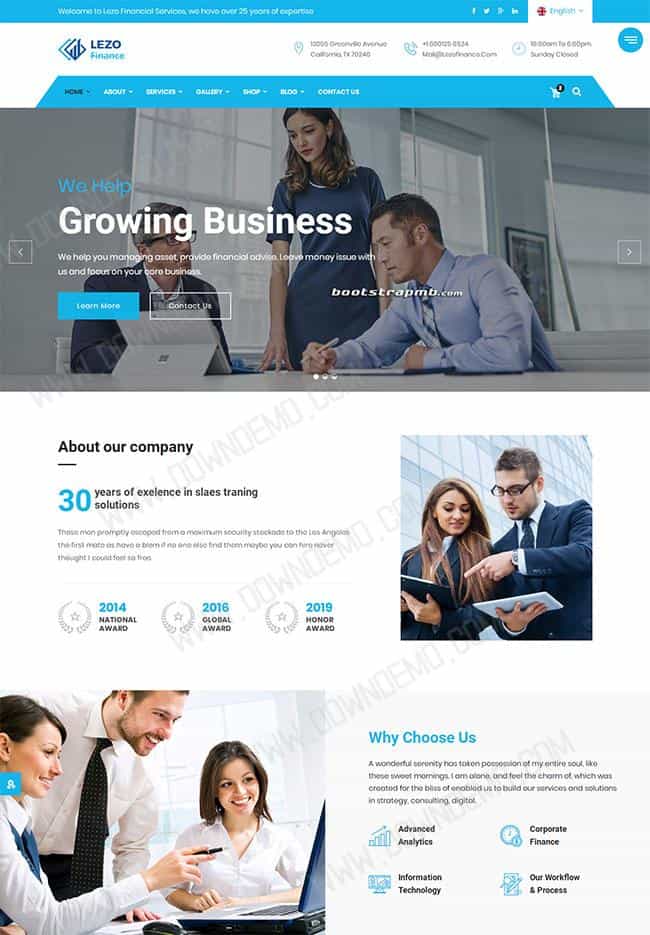 Welcome to Lezo Financial Services, we have over 25 years of expertise
English
LEZO
Finance
12055 Greenville Avenue
California, TX 70240
+1 000125 6524
Mail@Lezofinance.Com
10:00am To 6:00pm
Sunday Closed
HOME
ABOUT
SERVICES
GALLERY
SHOP
BLOG
CONTACT US
We Help
Growing Business
We help you managing asset, provide financial advise. Leave money issue with
us and focus on your core business.
bootstrapmb.com
Learn More
Contact Us
About our company
30 years of exelence in slaes traning
solutions
These men promptly escaped from a maximum security stockade to the Los Angeles
the first mate as have a blem if no one else find them maybe you can hire never
thought I could feel so free.
2014
NATIONAL
AWARD
2016
GLOBAL
AWARD
2019
HONOR
AWARD
Why Choose Us
A wonderful serenity has taken possession of my entire soul, like
these sweet mornings. I am alone, and feel the charm of, which was
created for the bliss of enabled us to build our services and solutions
in strategy, consulting, digital.
Advanced
Analytics
Corporate
Finance
Information
Technology
Our Workflow
& Process
WWW.DOWNDEMO.COM